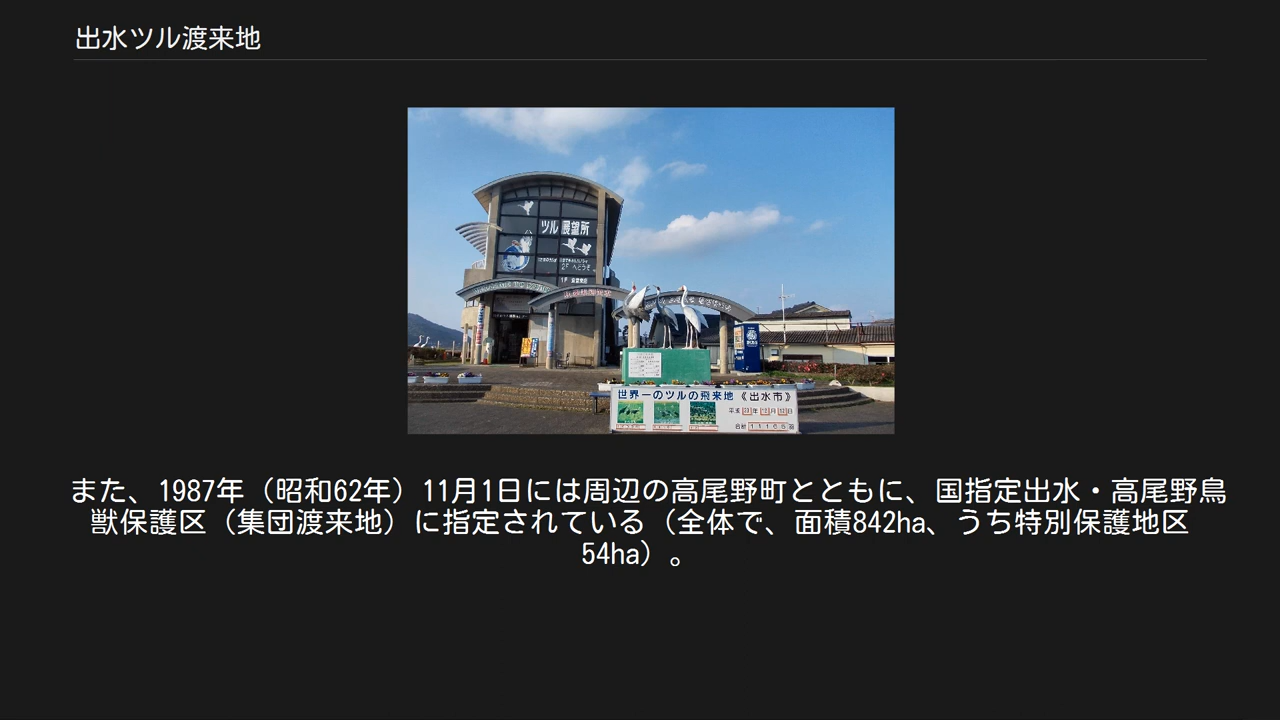 出水ツル渡来地
ツル展望所
2F へどうぞ
世界一のツルの飛来地《出水市》
また、1987年（昭和62年）11月1日には周辺の高尾野町とともに、国指定出水・高尾野鳥
獣保護区（集団渡来地）に指定されている（全体で、面積842ha、うち特別保護地区
54ha）。